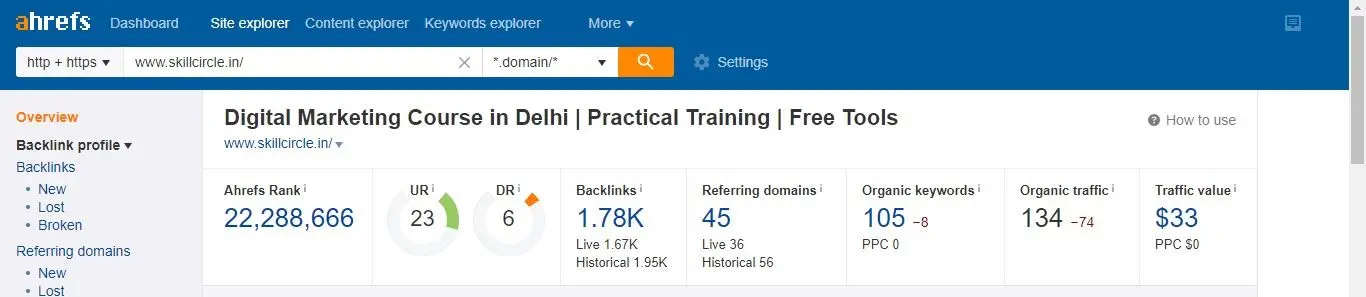 ahrefs Dashboard Site explorer Content explorer Keywords explorer More
http + https www.skillcircle.in/ *.domain/* Settings
Overview
Backlink profile
Backlinks
New
Lost
Broken
Referring domains
New
Lost
Digital Marketing Course in Delhi | Practical Training | Free Tools
How to use
www.skillcircle.in/
Ahrefs Rank
22,288,666
UR
23
DR
6
Backlinks
1.78K
Live 1.67K
Historical 1.95K
Referring domains
45
Live 36
Historical 56
Organic keywords
105 −8
PPC 0
Organic traffic
134 −74
Traffic value
$33
PPC $0